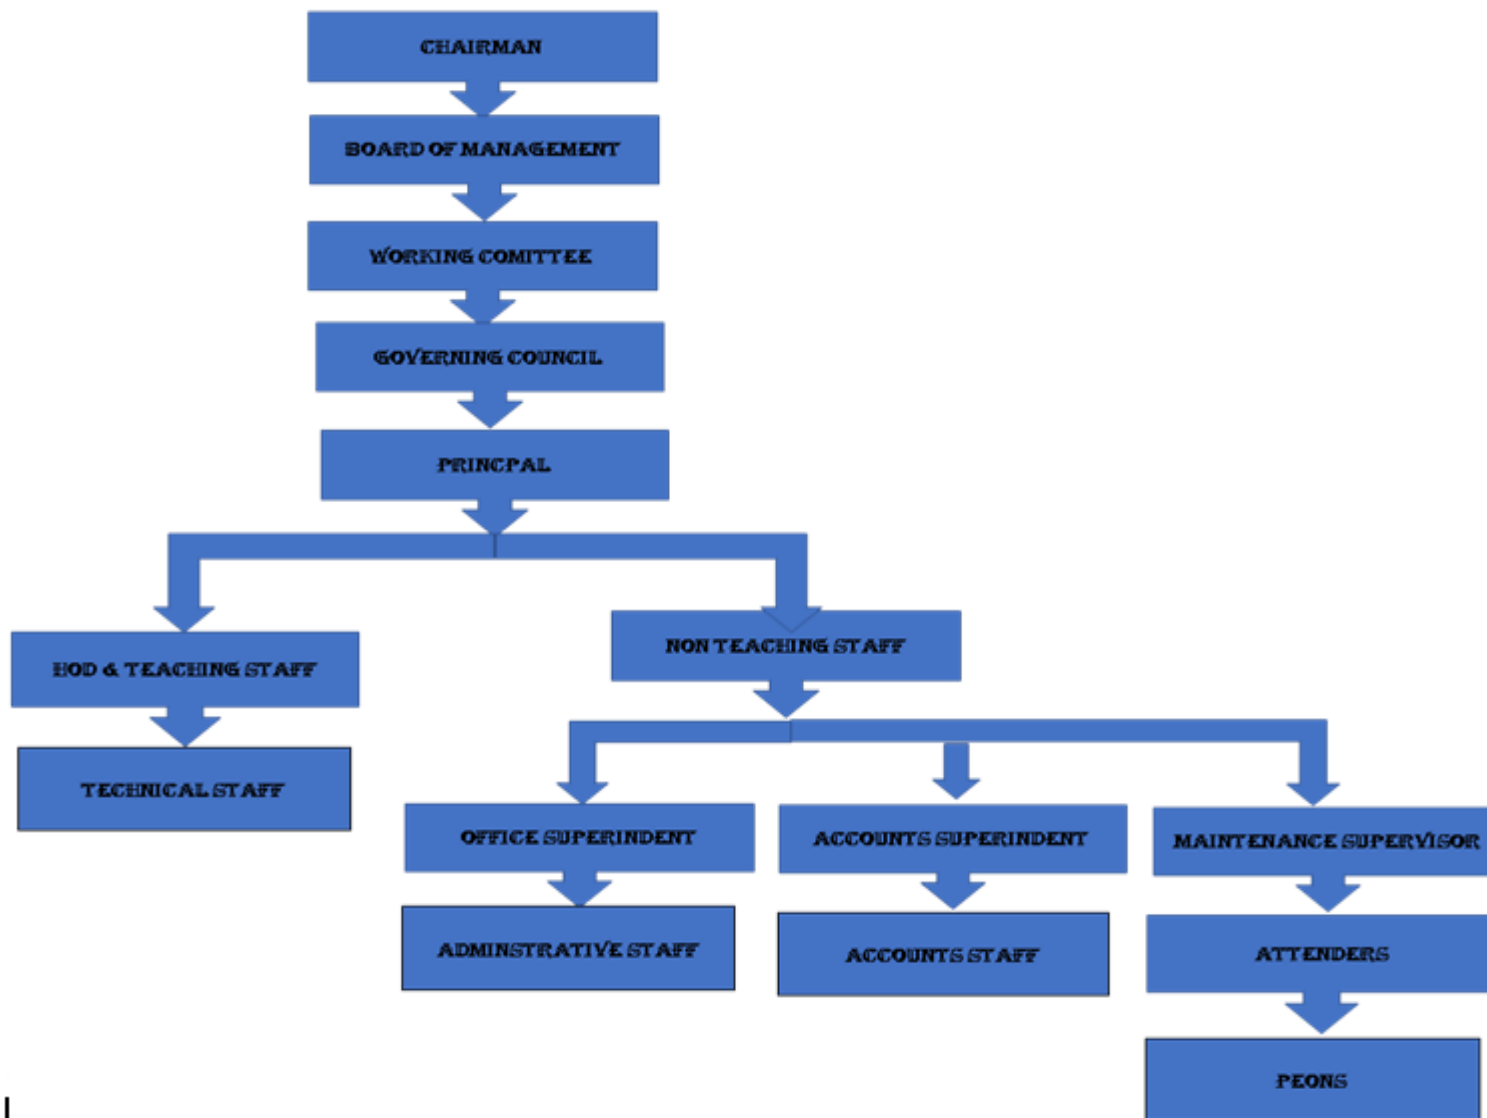 CHAIRMAN
BOARD OF MANAGEMENT
WORKING COMITTEE
GOVERNING COUNCIL
PRINCPAL
HOD & TEACHING STAFF
NON TEACHING STAFF
TECHNICAL STAFF
OFFICE SUPERINDENT
ACCOUNTS SUPERINDENT
MAINTENANCE SUPERVISOR
ADMINSTRATIVE STAFF
ACCOUNTS STAFF
ATTENDERS
PEONS